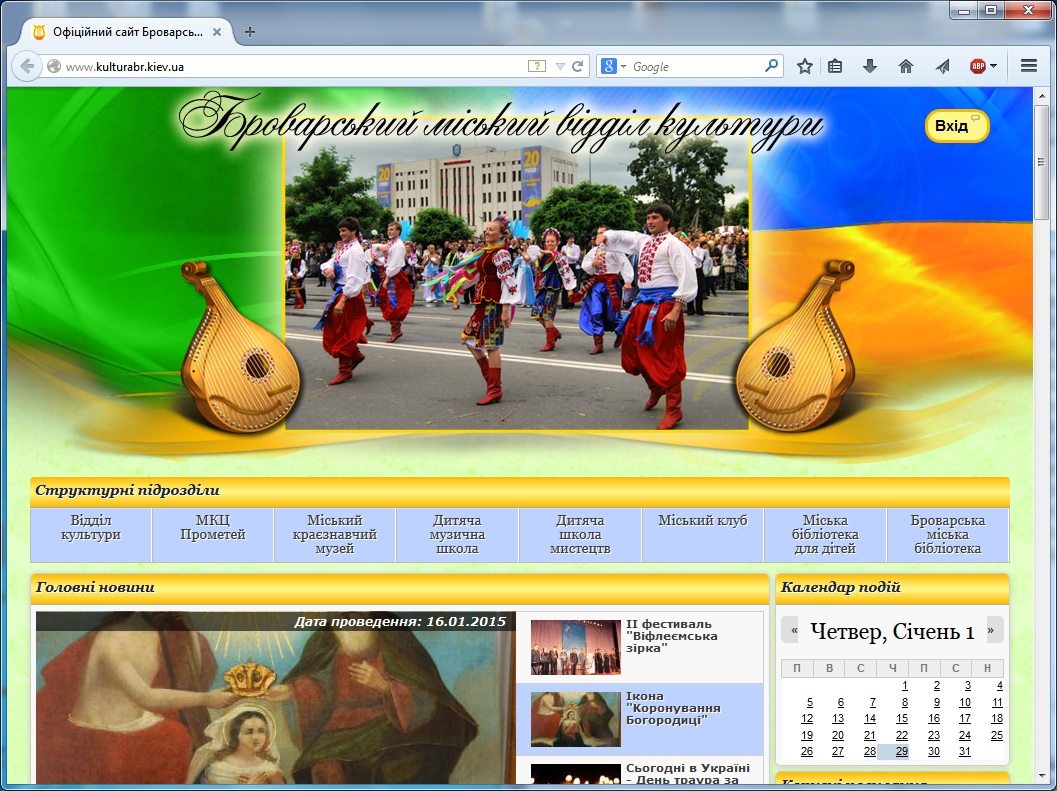 Офіційний сайт Броварсь...
www.kulturabr.kiev.ua
Google
ABP
Броварський міський відділ культури
Вхід
20
20
Структурні підрозділи
Відділ
культури
МКЦ
Прометей
Міський
краєзнавчий
музей
Дитяча
музична
школа
Дитяча
школа
мистецтв
Міський клуб
Міська
бібліотека
для дітей
Броварська
міська
бібліотека
Головні новини
Дата проведення: 16.01.2015
ІІ фестиваль
"Віфлеємська
зірка"
Ікона
"Коронування
Богородиці"
Сьогодні в Україні
- День траура за
Календар подій
« Четвер, Січень 1 »
П В С Ч П С Н
1 2 3 4
5 6 7 8 9 10 11
12 13 14 15 16 17 18
19 20 21 22 23 24 25
26 27 28 29 30 31